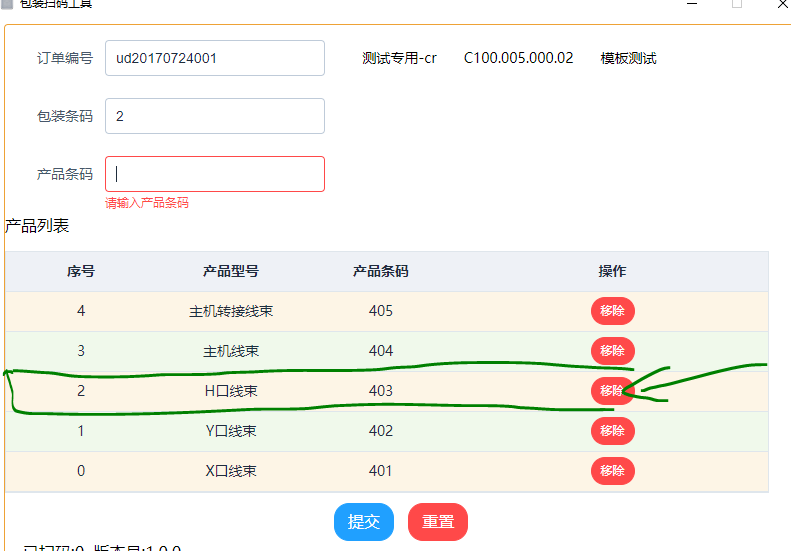 包装扫码工具
订单编号 ud20170724001 测试专用-cr C100.005.000.02 模板测试
包装条码 2
产品条码
请输入产品条码
产品列表
序号 产品型号 产品条码 操作
4 主机转接线束 405 移除
3 主机线束 404 移除
2 H口线束 403 移除
1 Y口线束 402 移除
0 X口线束 401 移除
提交 重置
已扫码:0 版本号:1.0.0